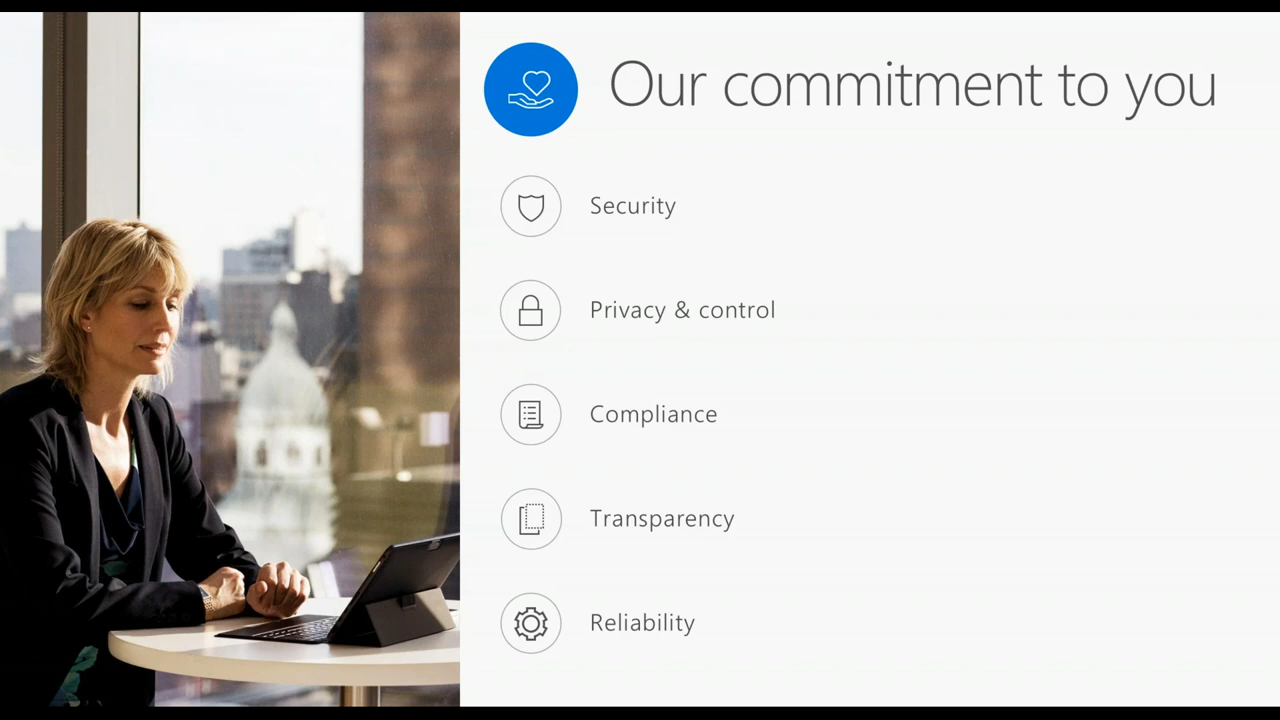 Our commitment to you
Security
Privacy & control
Compliance
Transparency
Reliability